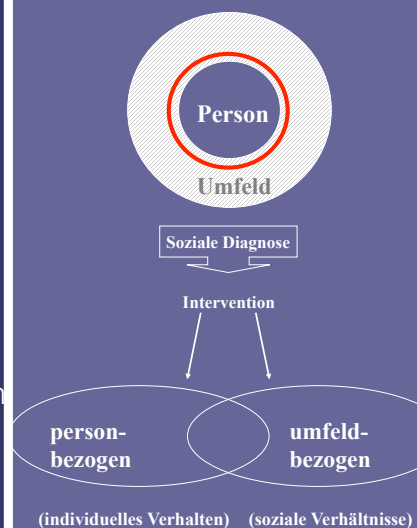 Person
Umfeld
Soziale Diagnose
Intervention
person-
bezogen
umfeld-
bezogen
(individuelles Verhalten) (soziale Verhältnisse)